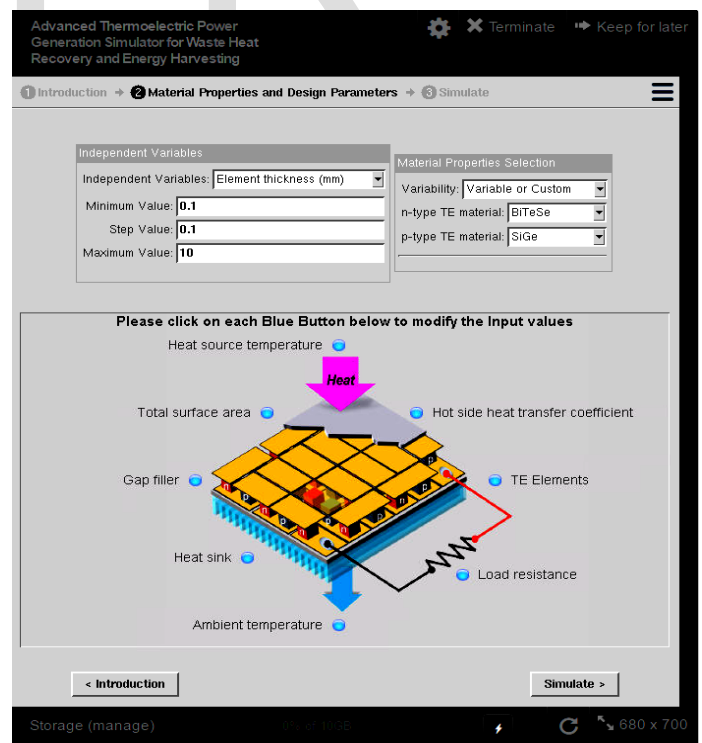 Advanced Thermoelectric Power
Generation Simulator for Waste Heat
Recovery and Energy Harvesting
Terminate
Keep for later
1 Introduction → 2 Material Properties and Design Parameters → 3 Simulate
Independent Variables
Independent Variables: Element thickness (mm)
Minimum Value: 0.1
Step Value: 0.1
Maximum Value: 10
Material Properties Selection
Variability: Variable or Custom
n-type TE material: BiTeSe
p-type TE material: SiGe
Please click on each Blue Button below to modify the Input values
Heat source temperature
Heat
Total surface area
Hot side heat transfer coefficient
Gap filler
TE Elements
n p n p n p n p p
Heat sink
Load resistance
Ambient temperature
< Introduction
Simulate >
Storage (manage)
0% of 10GB
680 x 700